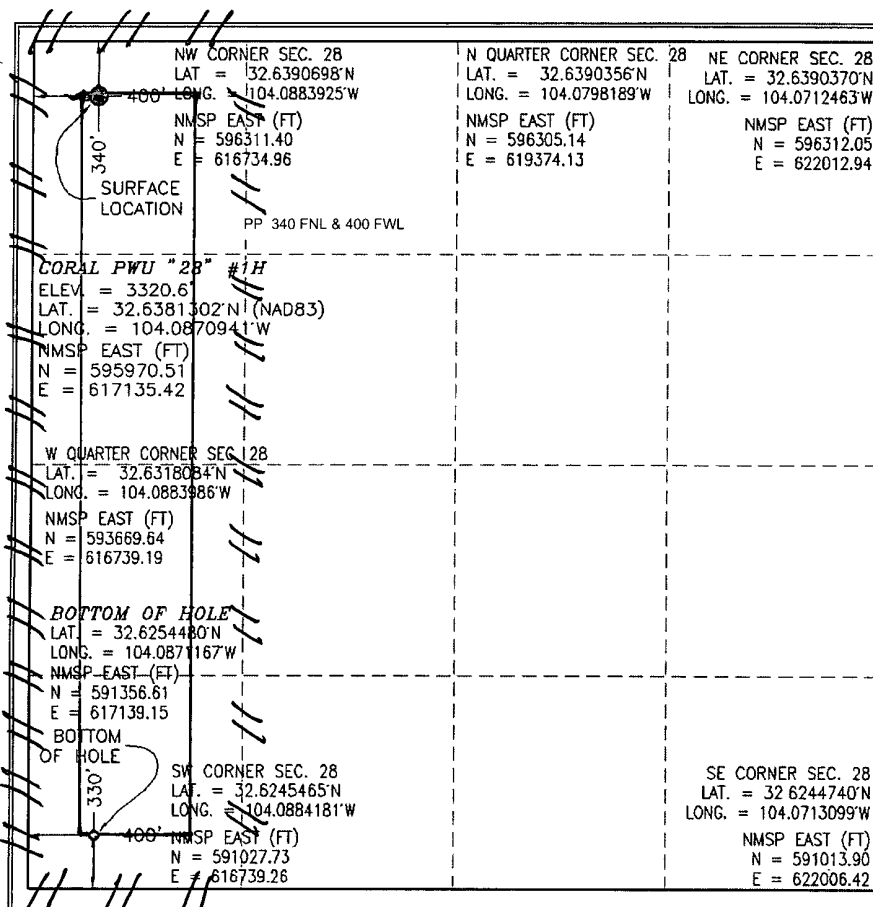 NW CORNER SEC. 28
LAT = 32.6390698'N
LONG. = 104.0883925'W
NMSP EAST (FT)
N = 596311.40
E = 616734.96
N QUARTER CORNER SEC. 28
LAT. = 32.6390356'N
LONG. = 104.0798189'W
NMSP EAST (FT)
N = 596305.14
E = 619374.13
NE CORNER SEC. 28
LAT. = 32.6390370'N
LONG. = 104.0712463'W
NMSP EAST (FT)
N = 596312.05
E = 622012.94
400'
340'
SURFACE
LOCATION
PP 340 FNL & 400 FWL
CORAL PWU "28" #1H
ELEV. = 3320.6'
LAT. = 32.6381302'N (NAD83)
LONG. = 104.0870941'W
NMSP EAST (FT)
N = 595970.51
E = 617135.42
W QUARTER CORNER SEC. 28
LAT. = 32.6318084'N
LONG. = 104.0883986'W
NMSP EAST (FT)
N = 593669.64
E = 616739.19
BOTTOM OF HOLE
LAT. = 32.6254480'N
LONG. = 104.0871167'W
NMSP EAST (FT)
N = 591356.61
E = 617139.15
BOTTOM
OF HOLE
330'
400'
SW CORNER SEC. 28
LAT. = 32.6245465'N
LONG. = 104.0884181'W
NMSP EAST (FT)
N = 591027.73
E = 616739.26
SE CORNER SEC. 28
LAT. = 32.6244740'N
LONG. = 104.0713099'W
NMSP EAST (FT)
N = 591013.90
E = 622006.42